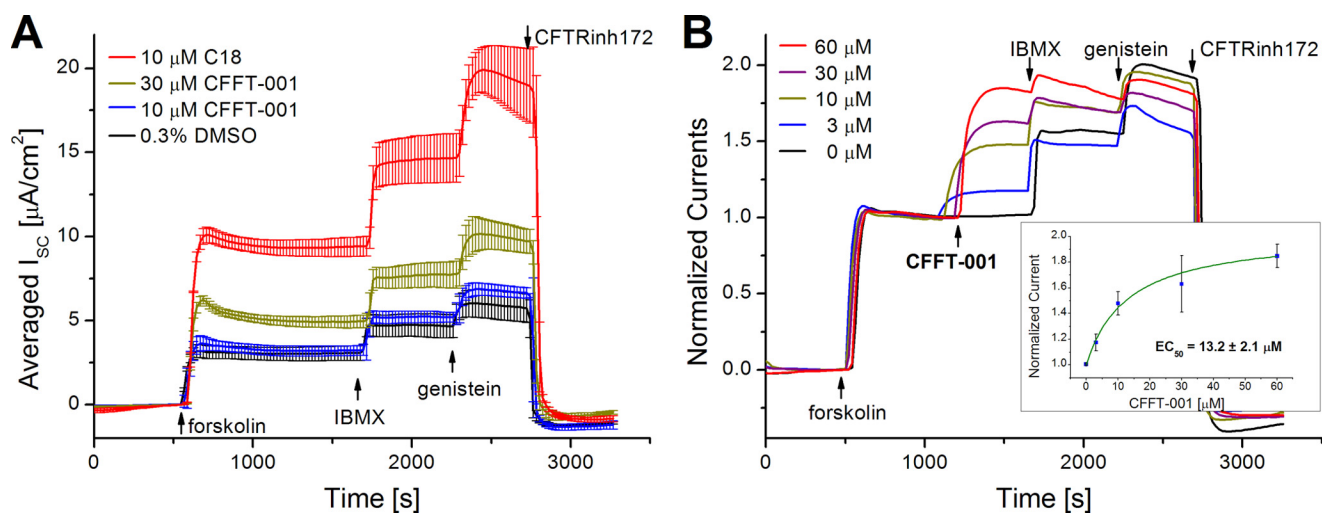 A
10 μM C18
30 μM CFFT-001
10 μM CFFT-001
0.3% DMSO
CFTRinh172
forskolin
IBMX
genistein
20
15
10
5
0
Averaged ISC [μA/cm2]
0
1000
2000
3000
Time [s]
B
60 μM
30 μM
10 μM
3 μM
0 μM
IBMX
genistein
CFTRinh172
CFFT-001
forskolin
2.0
1.5
1.0
0.5
0.0
Normalized Currents
0
1000
2000
3000
Time [s]
2.0
1.8
1.6
1.4
1.2
1.0
Normalized Current
EC50 = 13.2 ± 2.1 μM
0
10
20
30
40
50
60
CFFT-001 [μM]